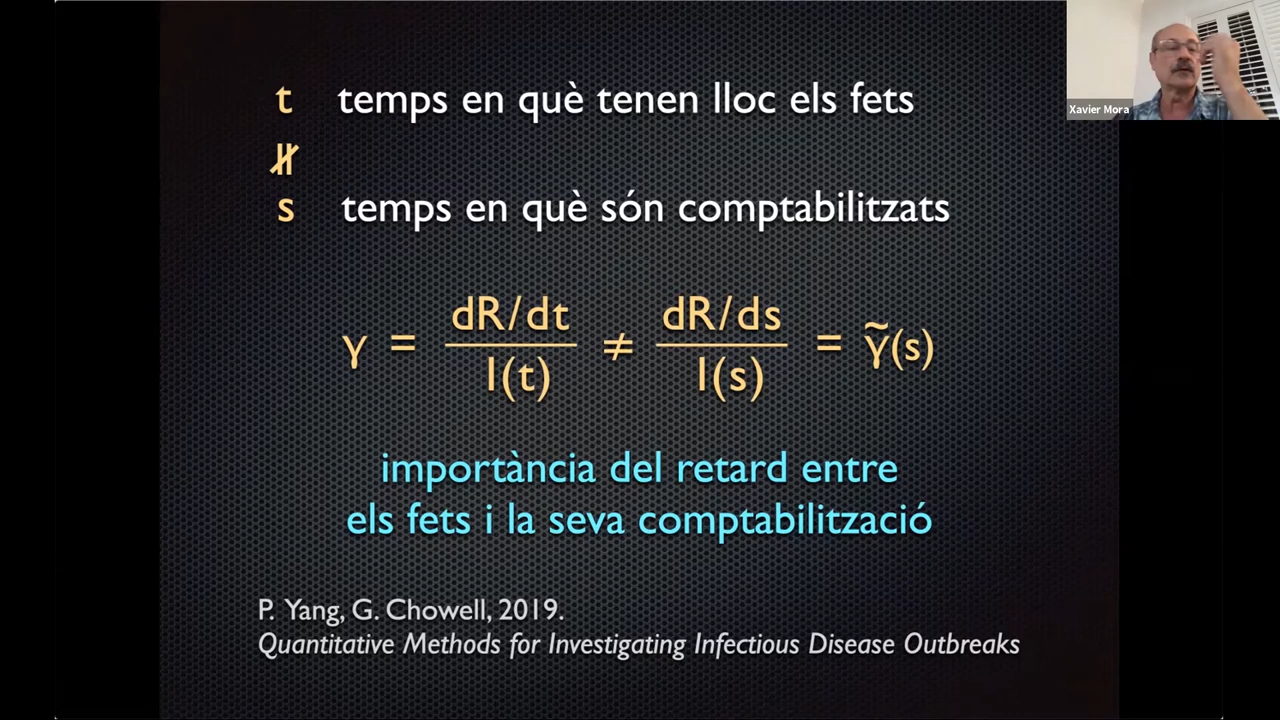 t temps en què tenen lloc els fets
∦
s temps en què són comptabilitzats
γ = dR/dt / I(t) ≠ dR/ds / I(s) = γ̃(s)
importància del retard entre
els fets i la seva comptabilització
P. Yang, G. Chowell, 2019.
Quantitative Methods for Investigating Infectious Disease Outbreaks
Xavier Mora